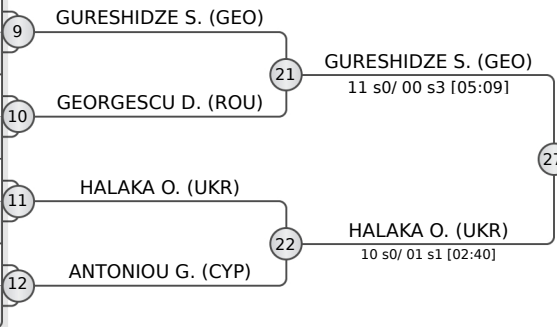 GURESHIDZE S. (GEO)
9
GURESHIDZE S. (GEO)
21
11 s0/ 00 s3 [05:09]
GEORGESCU D. (ROU)
10
27
HALAKA O. (UKR)
11
HALAKA O. (UKR)
22
10 s0/ 01 s1 [02:40]
ANTONIOU G. (CYP)
12